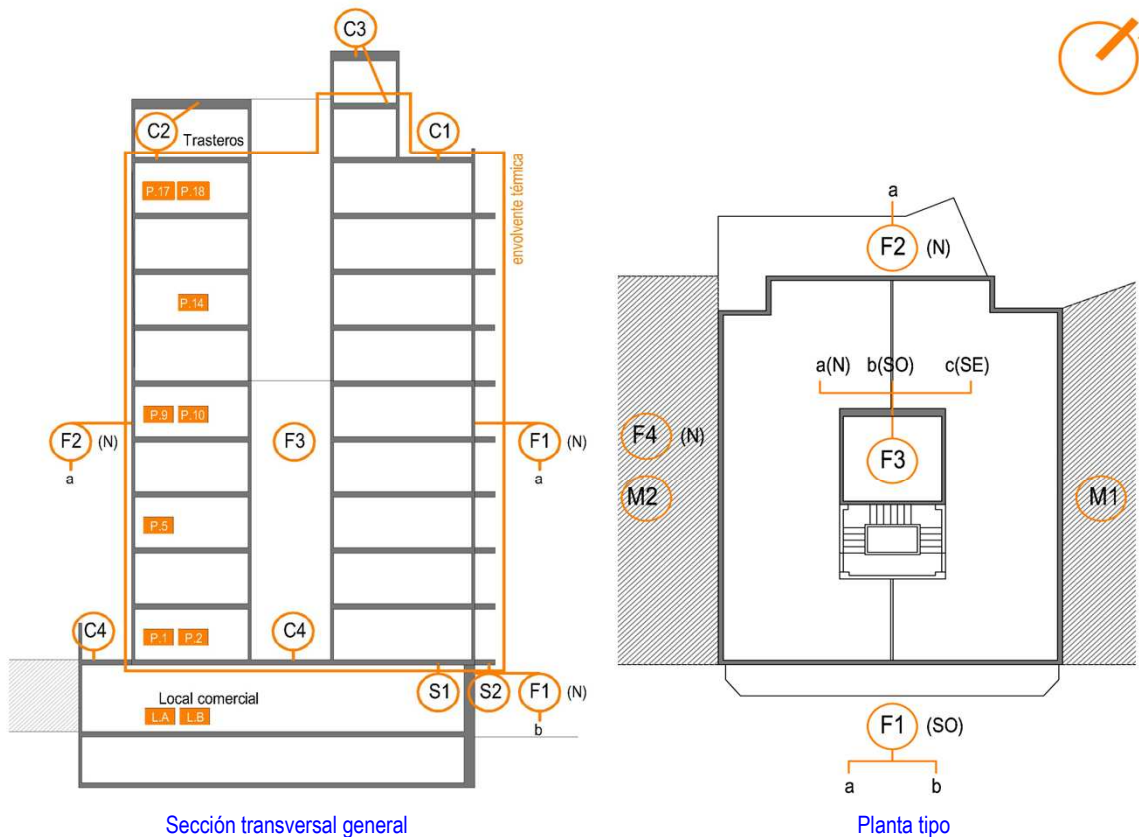 C3
C2
Trasteros
C1
P.17 P.18
envolvente térmica
P.14
P.9 P.10
F2 (N)
a
F3
F1 (N)
a
P.5
C4
P.1 P.2
C4
S1
S2
F1 (N)
b
Local comercial
L.A L.B
Sección transversal general
a
F2 (N)
a(N) b(SO) c(SE)
F4 (N)
F3
M2
M1
F1 (SO)
a b
Planta tipo